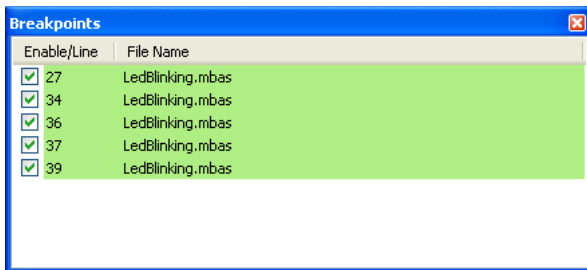 Breakpoints
Enable/Line File Name
27 LedBlinking.mbas
34 LedBlinking.mbas
36 LedBlinking.mbas
37 LedBlinking.mbas
39 LedBlinking.mbas